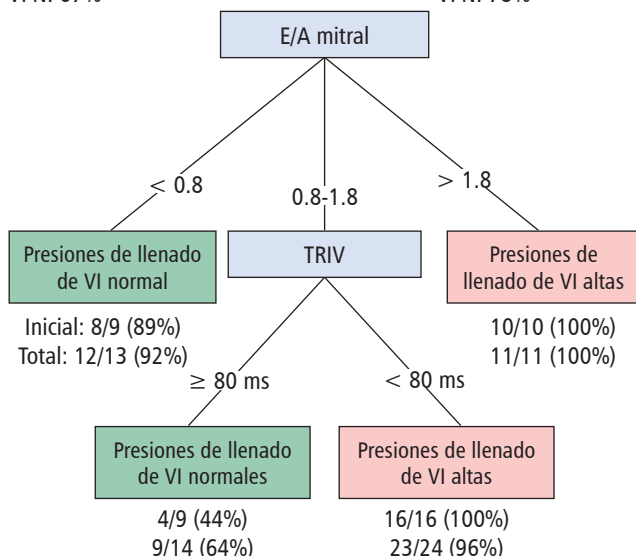 E/A mitral
< 0.8
0.8-1.8
> 1.8
Presiones de llenado
de VI normal
TRIV
Presiones de
llenado de VI altas
Inicial: 8/9 (89%)
Total: 12/13 (92%)
10/10 (100%)
11/11 (100%)
≥ 80 ms
< 80 ms
Presiones de llenado
de VI normales
Presiones de llenado
de VI altas
4/9 (44%)
9/14 (64%)
16/16 (100%)
23/24 (96%)